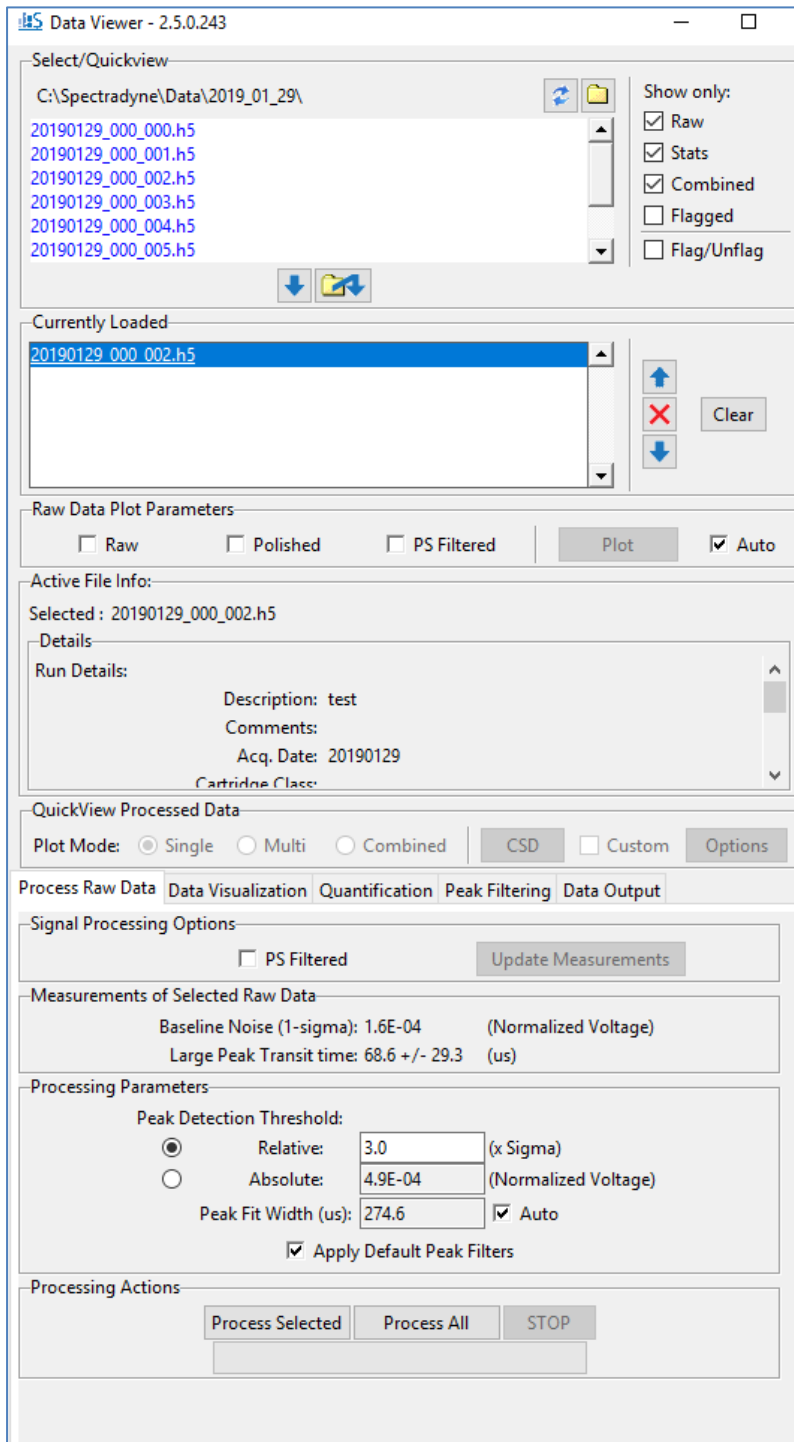 Data Viewer - 2.5.0.243
Select/Quickview
C:\Spectradyne\Data\2019_01_29\
Show only:
20190129_000_000.h5
Raw
20190129_000_001.h5
Stats
20190129_000_002.h5
Combined
20190129_000_003.h5
20190129_000_004.h5
Flagged
20190129_000_005.h5
Flag/Unflag
Currently Loaded
20190129_000_002.h5
Clear
Raw Data Plot Parameters
Raw Polished PS Filtered Plot Auto
Active File Info:
Selected : 20190129_000_002.h5
Details
Run Details:
Description: test
Comments:
Acq. Date: 20190129
Cartridge Class:
QuickView Processed Data
Plot Mode: Single Multi Combined CSD Custom Options
Process Raw Data Data Visualization Quantification Peak Filtering Data Output
Signal Processing Options
PS Filtered Update Measurements
Measurements of Selected Raw Data
Baseline Noise (1-sigma): 1.6E-04 (Normalized Voltage)
Large Peak Transit time: 68.6 +/- 29.3 (us)
Processing Parameters
Peak Detection Threshold:
Relative: 3.0 (x Sigma)
Absolute: 4.9E-04 (Normalized Voltage)
Peak Fit Width (us): 274.6 Auto
Apply Default Peak Filters
Processing Actions
Process Selected Process All STOP